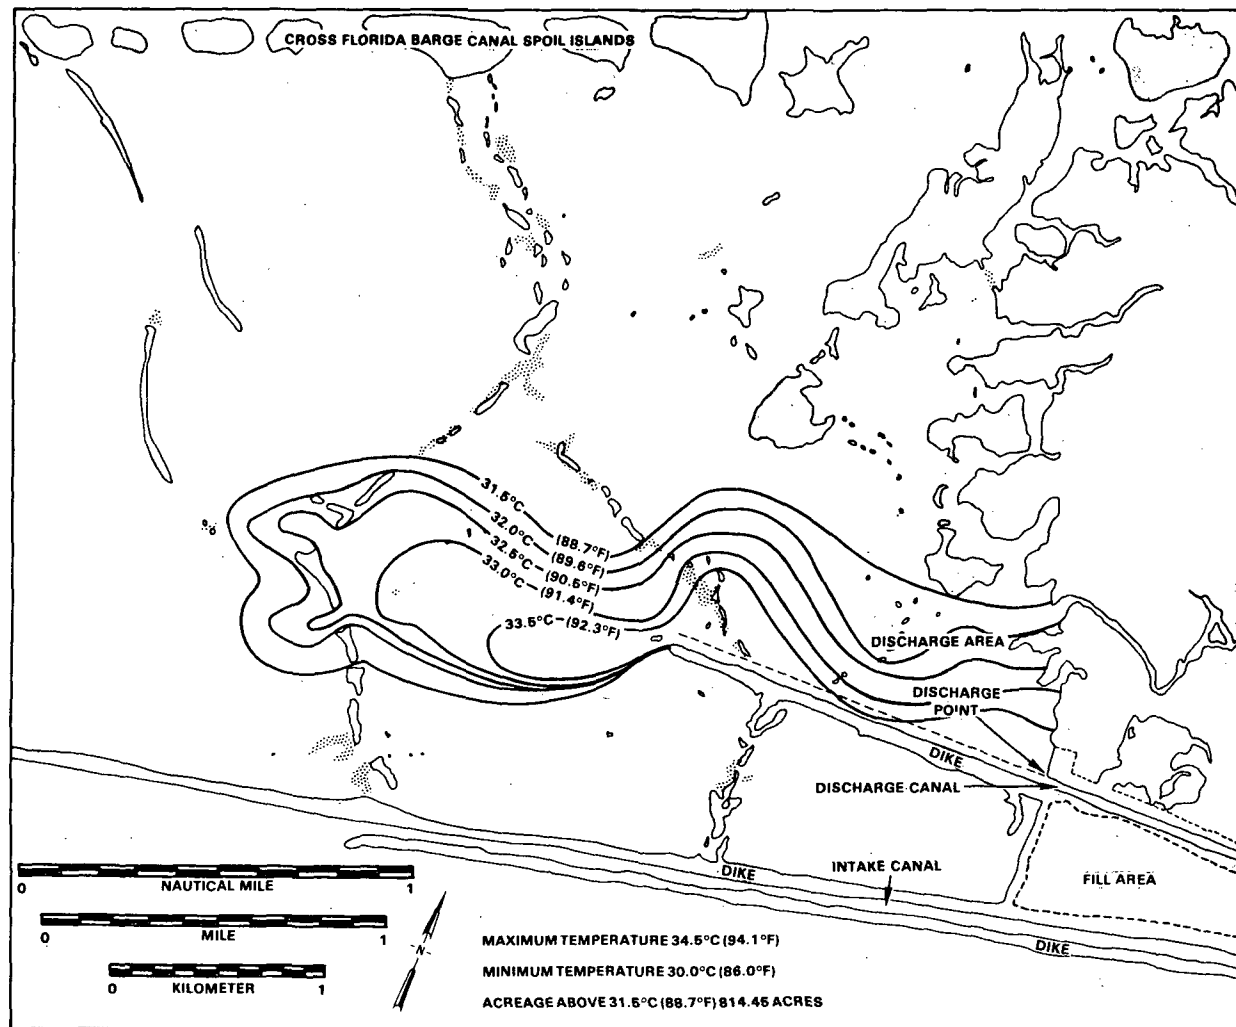 CROSS FLORIDA BARGE CANAL SPOIL ISLANDS
31.5°C (88.7°F)
32.0°C (89.6°F)
32.5°C (90.5°F)
33.0°C (91.4°F)
33.5°C (92.3°F)
DISCHARGE AREA
DISCHARGE
POINT
DIKE
DISCHARGE CANAL
INTAKE CANAL
DIKE
FILL AREA
DIKE
0 1
NAUTICAL MILE
0 1
MILE
0 1
KILOMETER
N
MAXIMUM TEMPERATURE 34.5°C (94.1°F)
MINIMUM TEMPERATURE 30.0°C (86.0°F)
ACREAGE ABOVE 31.5°C (88.7°F) 814.45 ACRES